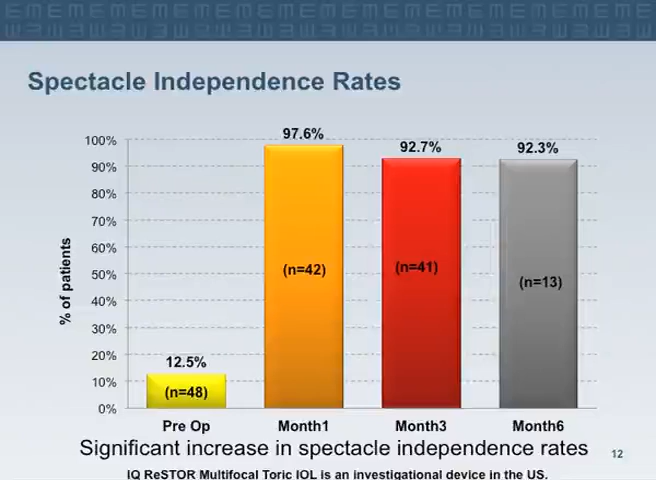 Spectacle Independence Rates
97.6%
92.7%
92.3%
100%
90%
80%
70%
60%
50%
40%
30%
20%
10%
0%
% of patients
12.5%
(n=48)
(n=42)
(n=41)
(n=13)
Pre Op Month1 Month3 Month6
Significant increase in spectacle independence rates
12
IQ ReSTOR Multifocal Toric IOL is an investigational device in the US.